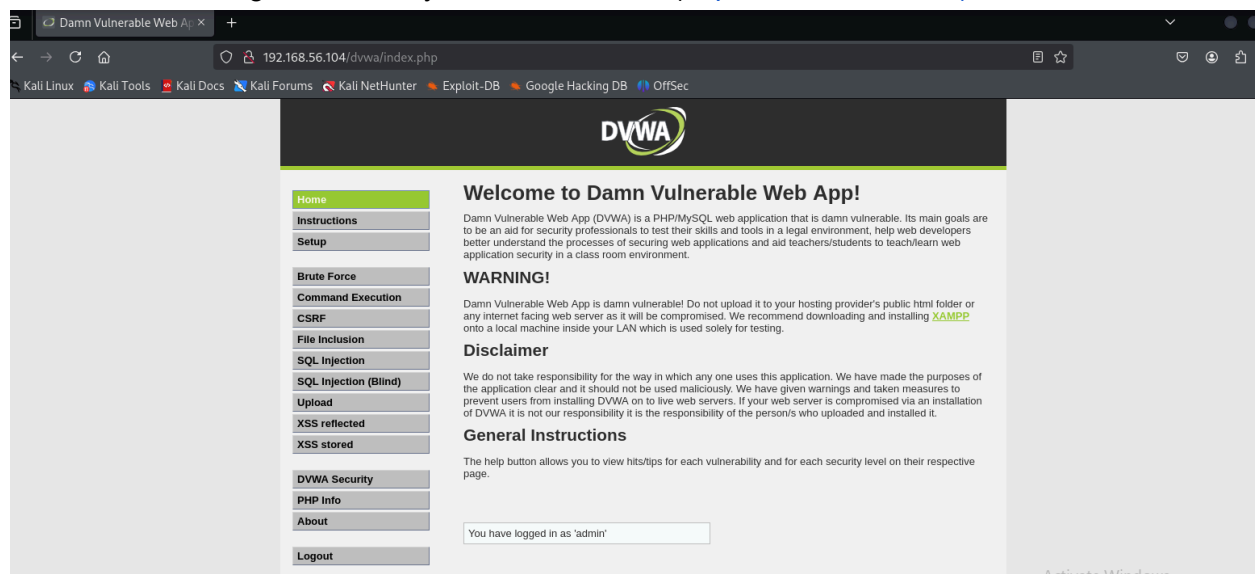 Damn Vulnerable Web Ap
192.168.56.104/dvwa/index.php
Kali Linux Kali Tools Kali Docs Kali Forums Kali NetHunter Exploit-DB Google Hacking DB OffSec
DVWA
Home
Instructions
Setup
Brute Force
Command Execution
CSRF
File Inclusion
SQL Injection
SQL Injection (Blind)
Upload
XSS reflected
XSS stored
DVWA Security
PHP Info
About
Logout
Welcome to Damn Vulnerable Web App!
Damn Vulnerable Web App (DVWA) is a PHP/MySQL web application that is damn vulnerable. Its main goals are
to be an aid for security professionals to test their skills and tools in a legal environment, help web developers
better understand the processes of securing web applications and aid teachers/students to teach/learn web
application security in a class room environment.
WARNING!
Damn Vulnerable Web App is damn vulnerable! Do not upload it to your hosting provider's public html folder or
any internet facing web server as it will be compromised. We recommend downloading and installing XAMPP
onto a local machine inside your LAN which is used solely for testing.
Disclaimer
We do not take responsibility for the way in which any one uses this application. We have made the purposes of
the application clear and it should not be used maliciously. We have given warnings and taken measures to
prevent users from installing DVWA on to live web servers. If your web server is compromised via an installation
of DVWA it is not our responsibility it is the responsibility of the person/s who uploaded and installed it.
General Instructions
The help button allows you to view hits/tips for each vulnerability and for each security level on their respective
page.
You have logged in as 'admin'